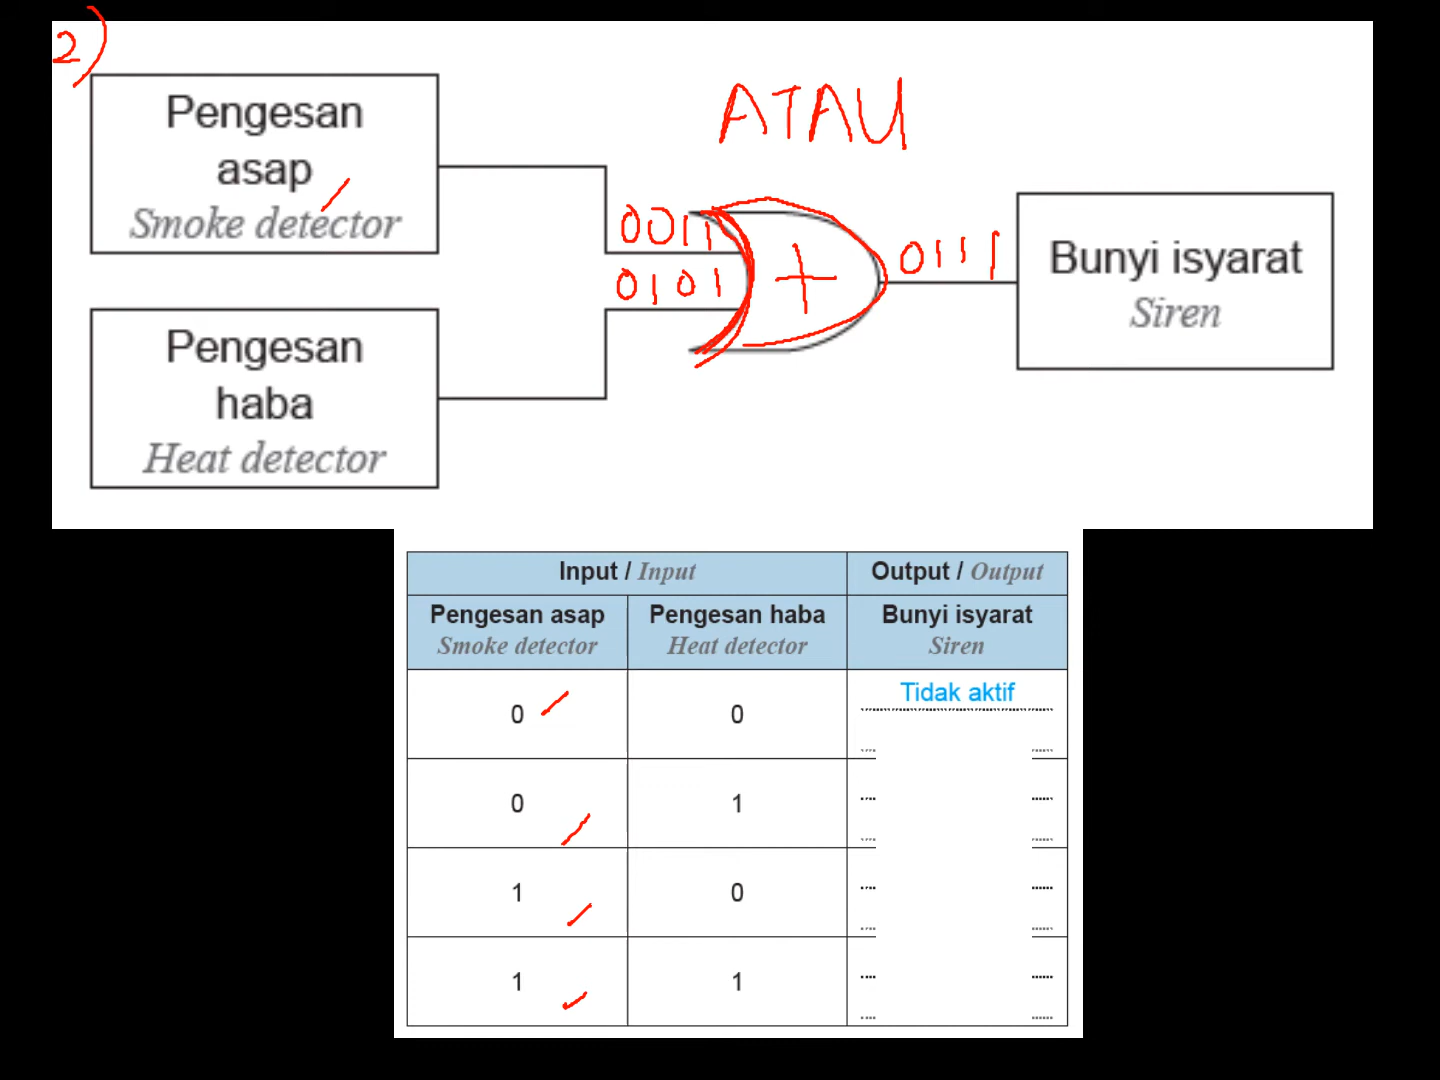 2)
Pengesan
asap
Smoke detector
ATAU
0011
0101
+
0111
Bunyi isyarat
Siren
Pengesan
haba
Heat detector
Input / Input Output / Output
Pengesan asap Pengesan haba Bunyi isyarat
Smoke detector Heat detector Siren
Tidak aktif
0 0
0 1
1 0
1 1